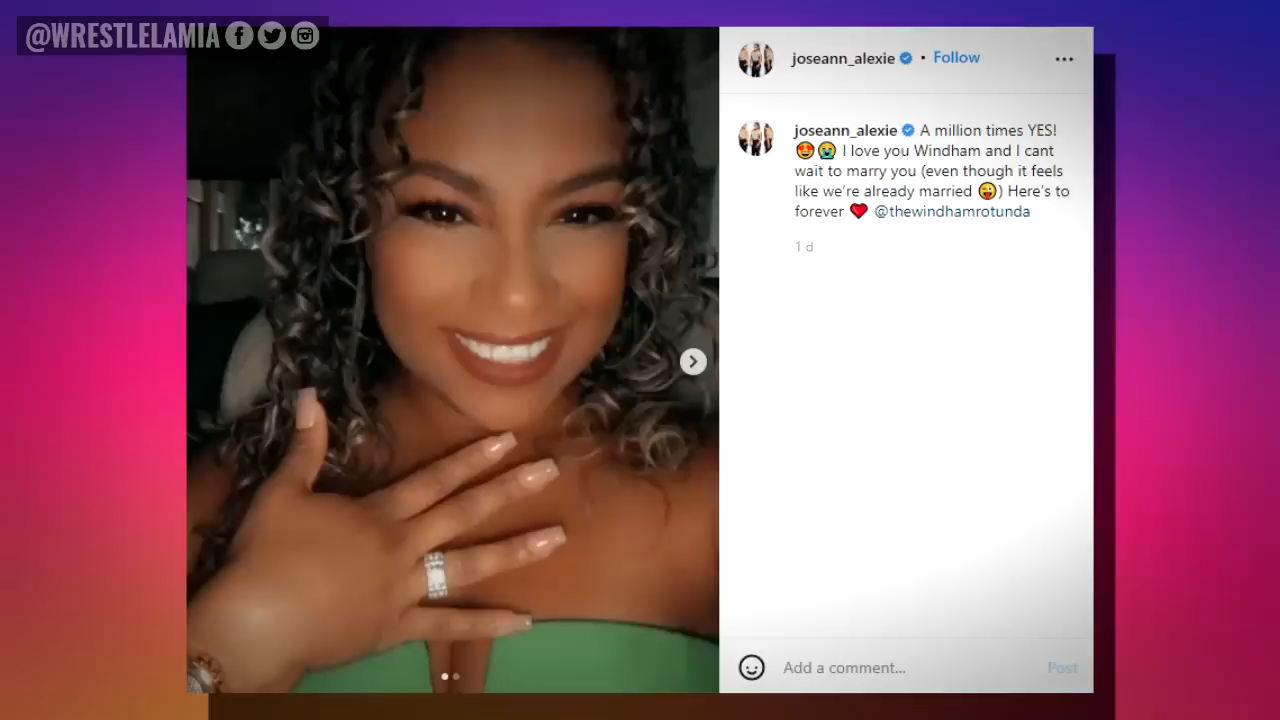 @WRESTLELAMIA
joseann_alexie • Follow
joseann_alexie A million times YES!
😍😭 I love you Windham and I cant
wait to marry you (even though it feels
like we're already married 😜) Here's to
forever ❤️ @thewindhamrotunda
1 d
Add a comment...
Post